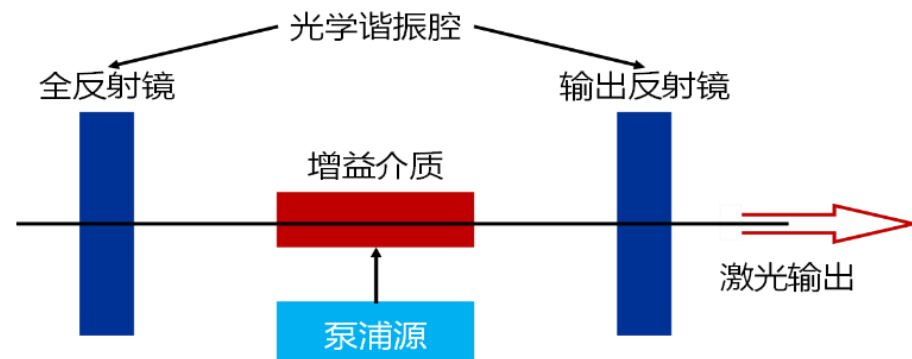 光学谐振腔
全反射镜
输出反射镜
增益介质
激光输出
泵浦源